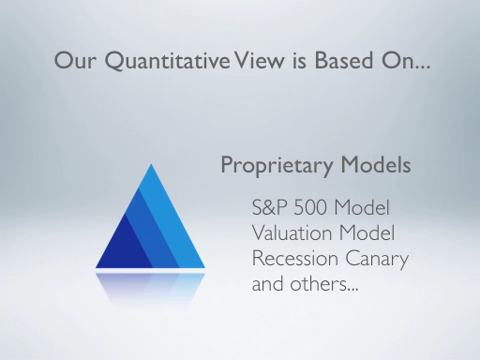 Our Quantitative View is Based On...
Proprietary Models
S&P 500 Model
Valuation Model
Recession Canary
and others...